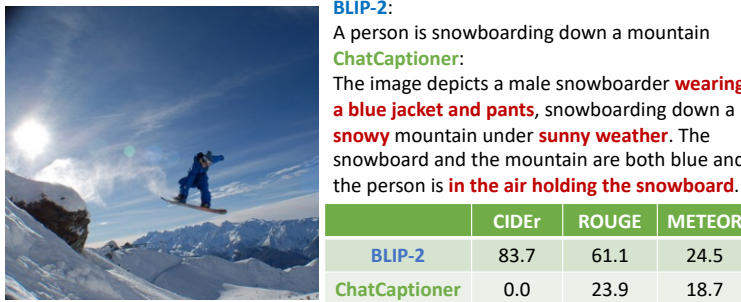 BLIP-2:
A person is snowboarding down a mountain
ChatCaptioner:
The image depicts a male snowboarder wearing
a blue jacket and pants, snowboarding down a
snowy mountain under sunny weather. The
snowboard and the mountain are both blue and
the person is in the air holding the snowboard.
CIDEr ROUGE METEOR
BLIP-2 83.7 61.1 24.5
ChatCaptioner 0.0 23.9 18.7